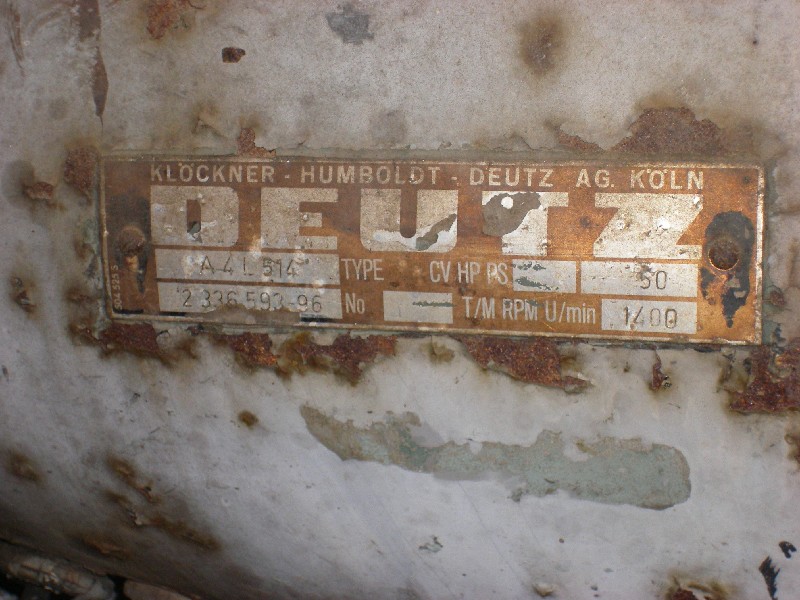 KLÖCKNER - HUMBOLDT - DEUTZ AG. KÖLN
DEUTZ
A 4 L 514 TYPE CV HP PS 50
2 336 593-96 No T/M RPM U/min 1400